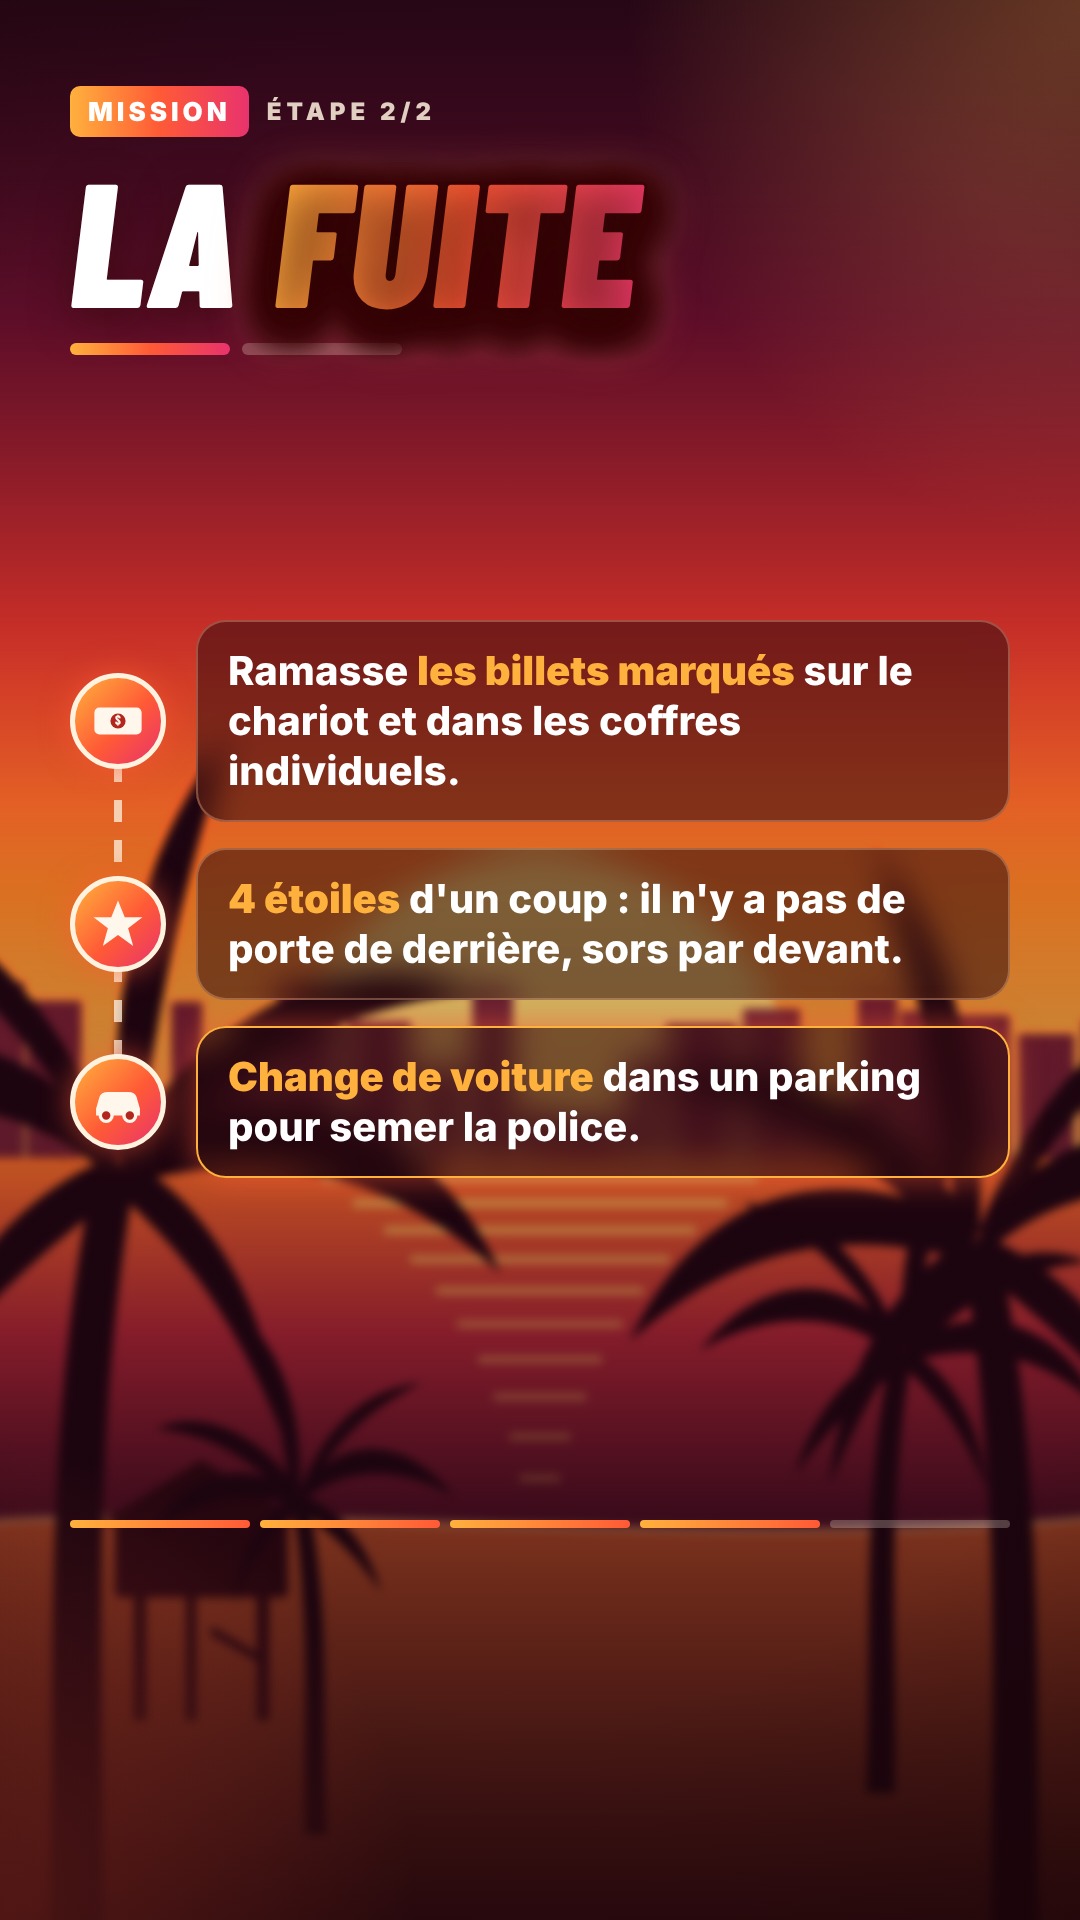 MISSION ÉTAPE 2/2
LA FUITE
$
Ramasse les billets marqués sur le
chariot et dans les coffres
individuels.
4 étoiles d'un coup : il n'y a pas de
porte de derrière, sors par devant.
Change de voiture dans un parking
pour semer la police.